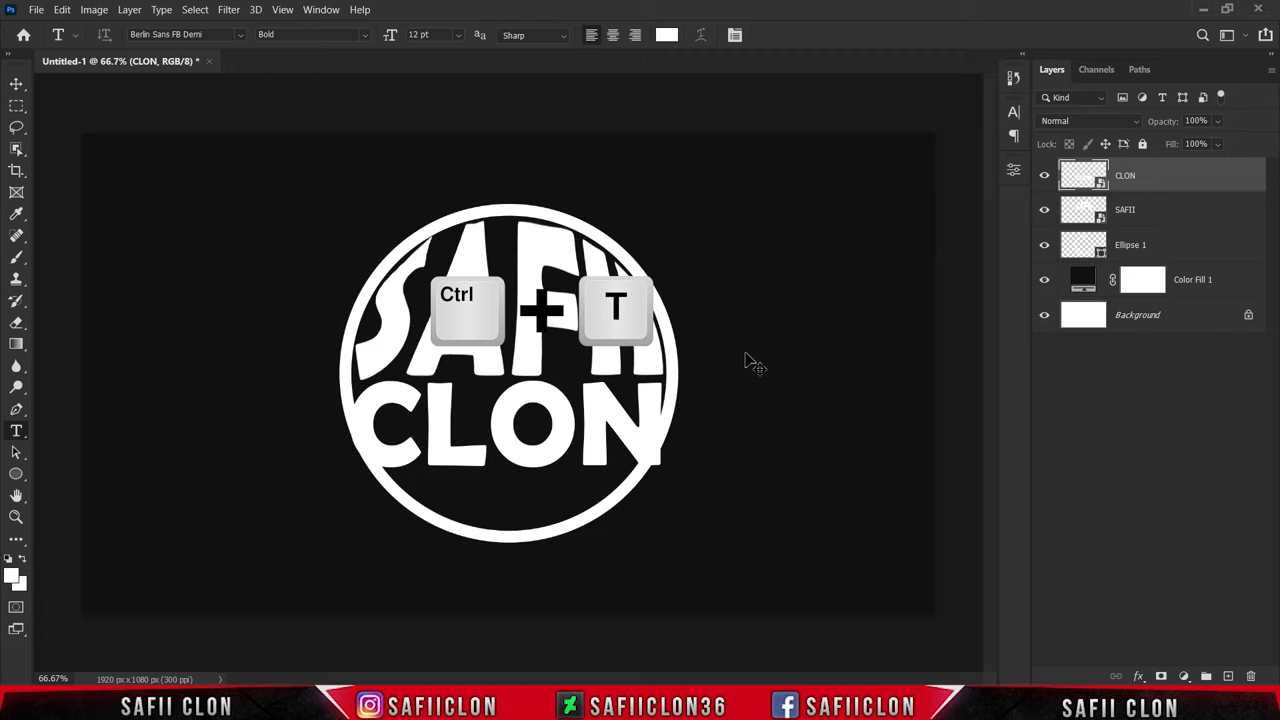 Ps File Edit Image Layer Type Select Filter 3D View Window Help
T Berlin Sans FB Demi Bold 12 pt Sharp
Untitled-1 @ 66.7% (CLON, RGB/8) *
Layers Channels Paths
Kind
Normal Opacity: 100%
Lock: Fill: 100%
CLON
SAFII
Ellipse 1
Color Fill 1
Background
SAFII
Ctrl + T
CLON
66.67% 1920 px x 1080 px (300 ppi)
SAFII CLON SAFIICLON SAFIICLON36 SAFIICLON SAFII CLON